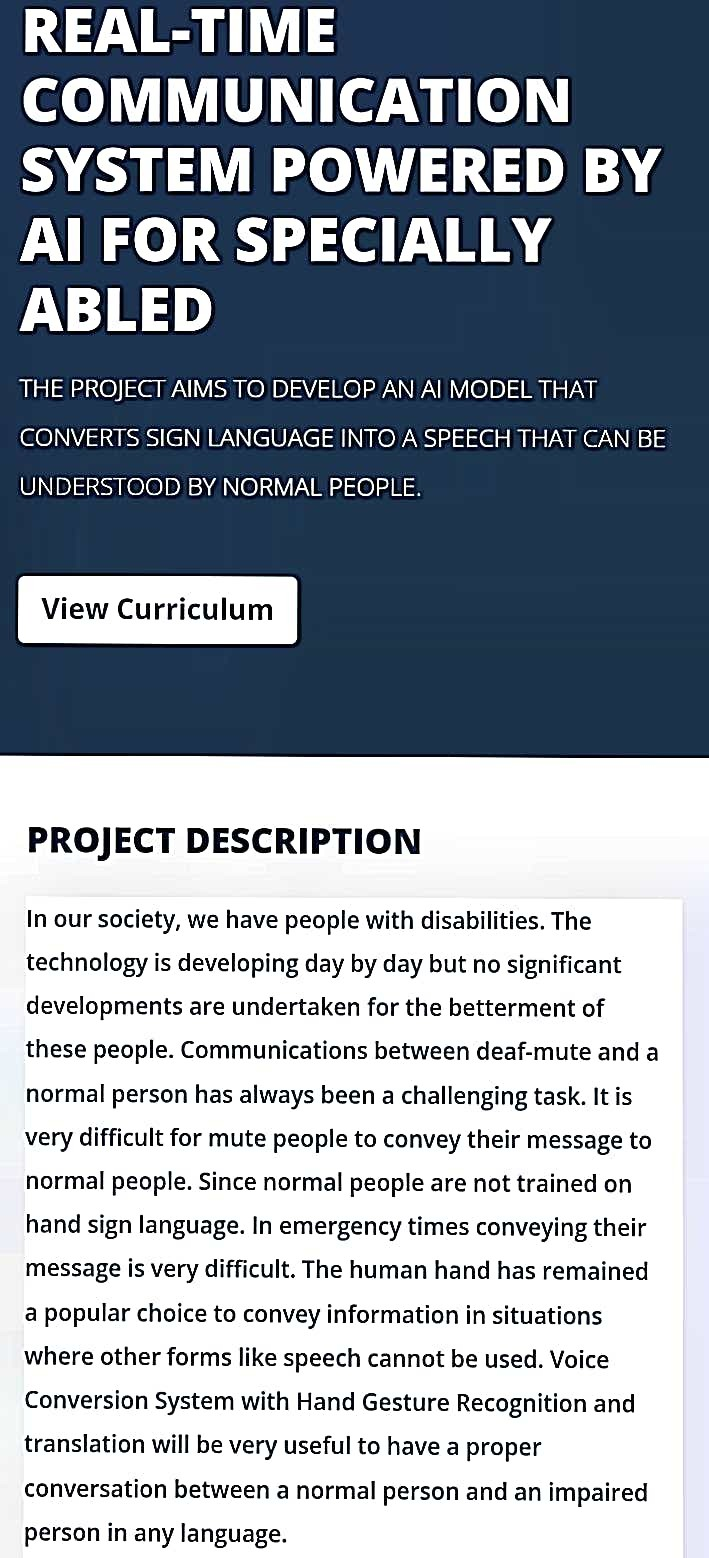 REAL-TIME
COMMUNICATION
SYSTEM POWERED BY
AI FOR SPECIALLY
ABLED
THE PROJECT AIMS TO DEVELOP AN AI MODEL THAT
CONVERTS SIGN LANGUAGE INTO A SPEECH THAT CAN BE
UNDERSTOOD BY NORMAL PEOPLE.
View Curriculum
PROJECT DESCRIPTION
In our society, we have people with disabilities. The
technology is developing day by day but no significant
developments are undertaken for the betterment of
these people. Communications between deaf-mute and a
normal person has always been a challenging task. It is
very difficult for mute people to convey their message to
normal people. Since normal people are not trained on
hand sign language. In emergency times conveying their
message is very difficult. The human hand has remained
a popular choice to convey information in situations
where other forms like speech cannot be used. Voice
Conversion System with Hand Gesture Recognition and
translation will be very useful to have a proper
conversation between a normal person and an impaired
person in any language.